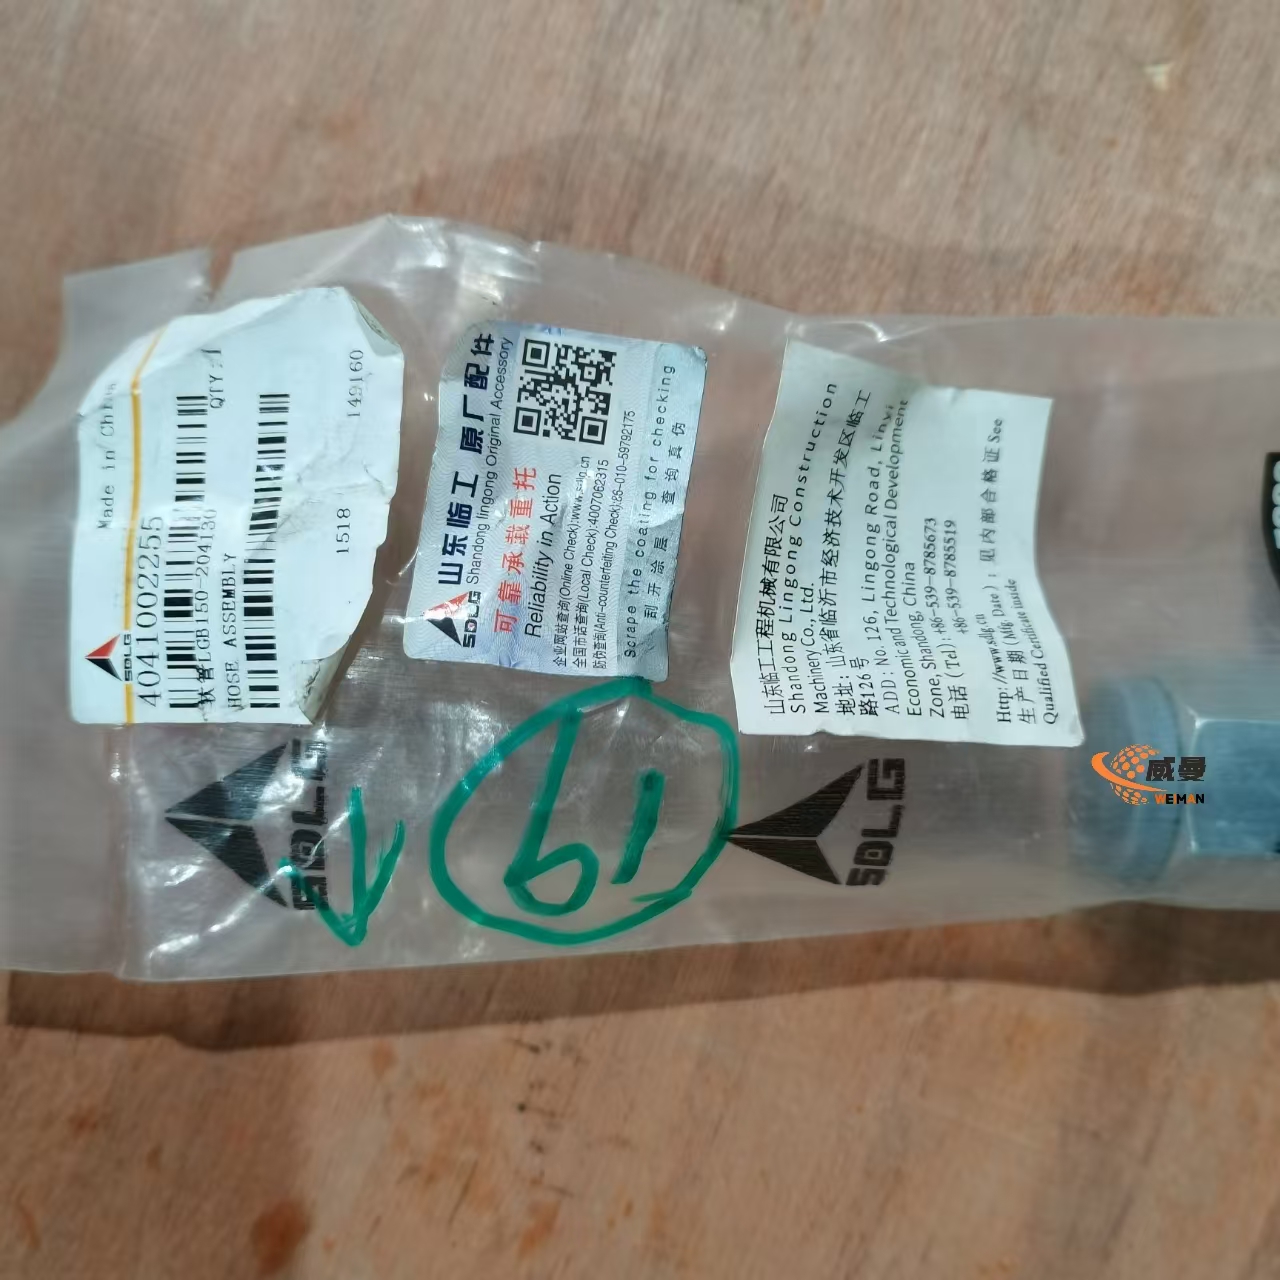 Made in China
SDLG
4041002255
QTY:1
软管LGB150-204130
HOSE ASSEMBLY
1518
149160
SDLG
山东临工 原厂配件
Shandong lingong Original Accessory
可靠承载重托
Reliability in Action
企业网站查询(Online Check):www.sdlg.cn
全国市话查询(Local Check):4007062315
防伪查询(Anti-counterfeiting Check):86-010-59792175
Scrape the coating for checking
刮开涂层 查询真伪
山东临工工程机械有限公司
Shandong Lingong Construction
Machinery Co., Ltd.
地址: 山东省临沂市经济技术开发区临工
路126号
ADD: No. 126, Lingong Road, Linyi
Economic and Technological Development
Zone, Shandong, China
电话 (Tel) : +86-539-8785673
+86-539-8785519
Http: //www.sdlg.cn
生产日期 (Mfg. Date) : 见内部合格证 See
Qualified Certificate inside
SDLG
SDLG
19
威曼
WEMAN